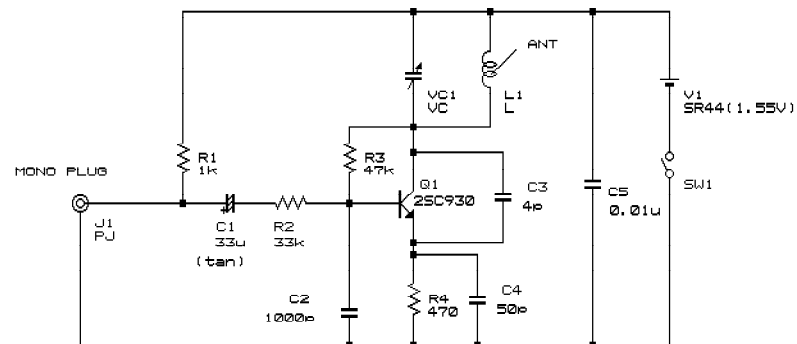 ANT
VC1
VC
L1
L
V1
SR44(1.55V)
R1
1k
R3
47k
MONO PLUG
Q1
2SC930
C3
4p
SW1
C5
0.01u
J1
PJ
C1
33u
(tan)
R2
33k
C2
1000p
R4
470
C4
50p